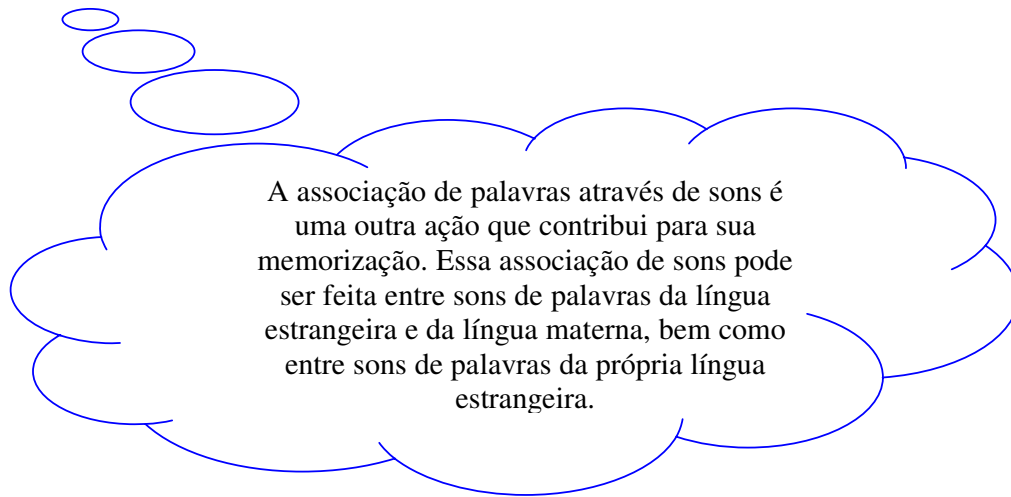 A associação de palavras através de sons é
uma outra ação que contribui para sua
memorização. Essa associação de sons pode
ser feita entre sons de palavras da língua
estrangeira e da língua materna, bem como
entre sons de palavras da própria língua
estrangeira.